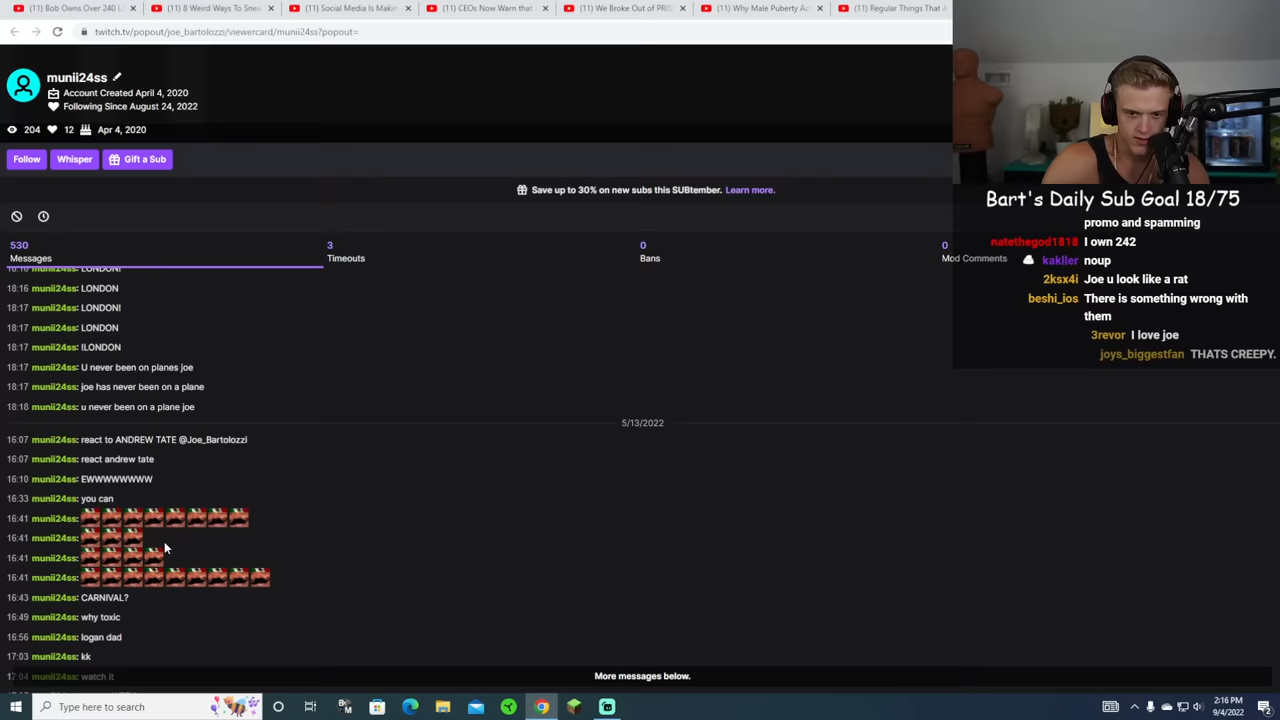 (11) Bob Owns Over 240 L
(11) 8 Weird Ways To Snea
(11) Social Media Is Makin
(11) CEOs Now Warn that
(11) We Broke Out of PRIS
(11) Why Male Puberty Ac
(11) Regular Things That A
twitch.tv/popout/joe_bartolozzi/viewercard/munii24ss?popout=
munii24ss
Account Created April 4, 2020
Following Since August 24, 2022
204 12 Apr 4, 2020
Follow Whisper Gift a Sub
Save up to 30% on new subs this SUBtember. Learn more.
530 3 0 0
Messages Timeouts Bans Mod Comments
18:16 munii24ss: LONDON!
18:16 munii24ss: LONDON
18:17 munii24ss: LONDON!
18:17 munii24ss: LONDON
18:17 munii24ss: !LONDON
18:17 munii24ss: U never been on planes joe
18:17 munii24ss: joe has never been on a plane
18:18 munii24ss: u never been on a plane joe
5/13/2022
16:07 munii24ss: react to ANDREW TATE @Joe_Bartolozzi
16:07 munii24ss: react andrew tate
16:10 munii24ss: EWWWWWWWW
16:33 munii24ss: you can
16:41 munii24ss:
16:41 munii24ss:
16:41 munii24ss:
16:41 munii24ss:
16:43 munii24ss: CARNIVAL?
16:49 munii24ss: why toxic
16:56 munii24ss: logan dad
17:03 munii24ss: kk
17:04 munii24ss: watch it
More messages below.
Bart's Daily Sub Goal 18/75
promo and spamming
natethegod1818 I own 242
kakller noup
2ksx4i Joe u look like a rat
beshi_ios There is something wrong with
them
3revor I love joe
joys_biggestfan THATS CREEPY.
Type here to search
2:16 PM
9/4/2022